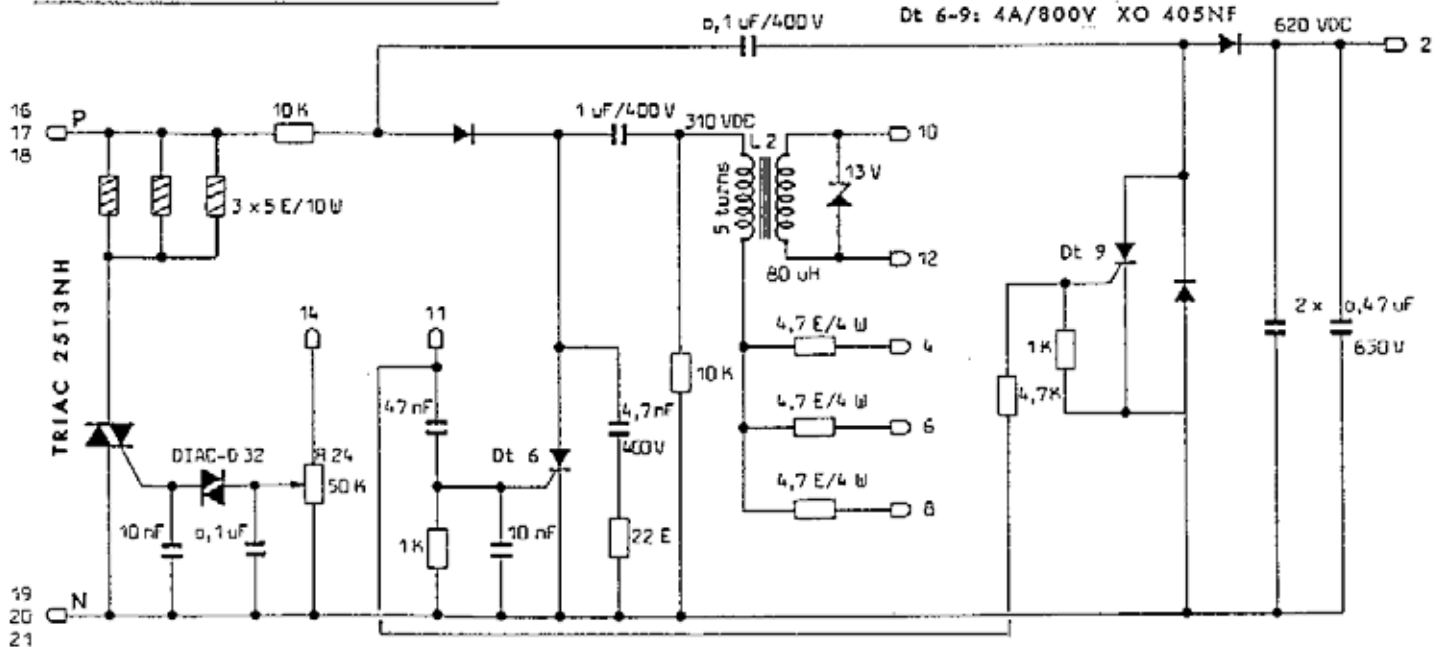 Dt 6-9: 4A/800V XO 405NF
0,1 uF/400 V
620 VDC
2
16
17
18
P
10 K
1 uF/400 V
310 VDC
L 2
10
5 turns
13 V
3 x 5 E/10 W
12
80 uH
Dt 9
TRIAC 2513NH
14
11
4,7 E/4 W
4
2 x 0,47 uF
630 V
1K
10 K
4,7K
47 nF
4,7 nF
400V
4,7 E/4 W
6
DIAC-D 32
R 24
50 K
Dt 6
4,7 E/4 W
8
10 nF
0,1 uF
1K
10 nF
22 E
19
20
21
N